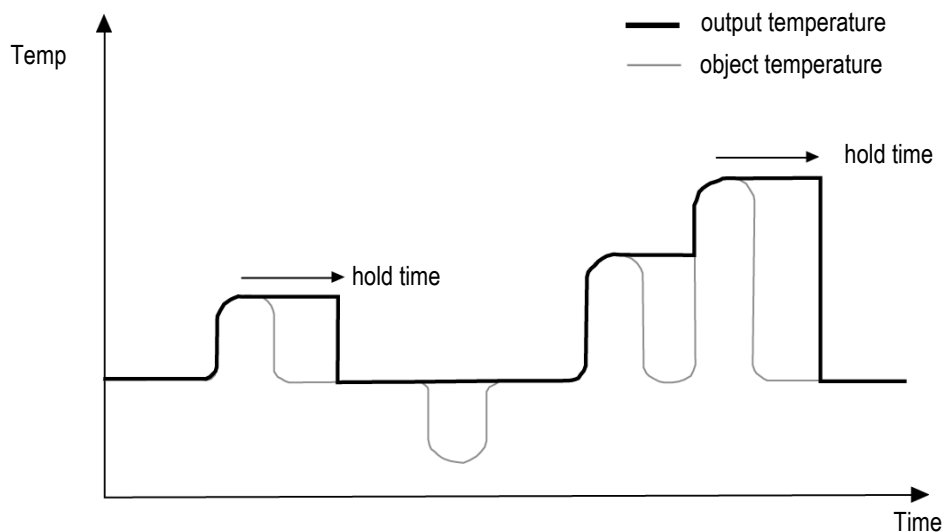 output temperature
Temp
object temperature
hold time
hold time
Time